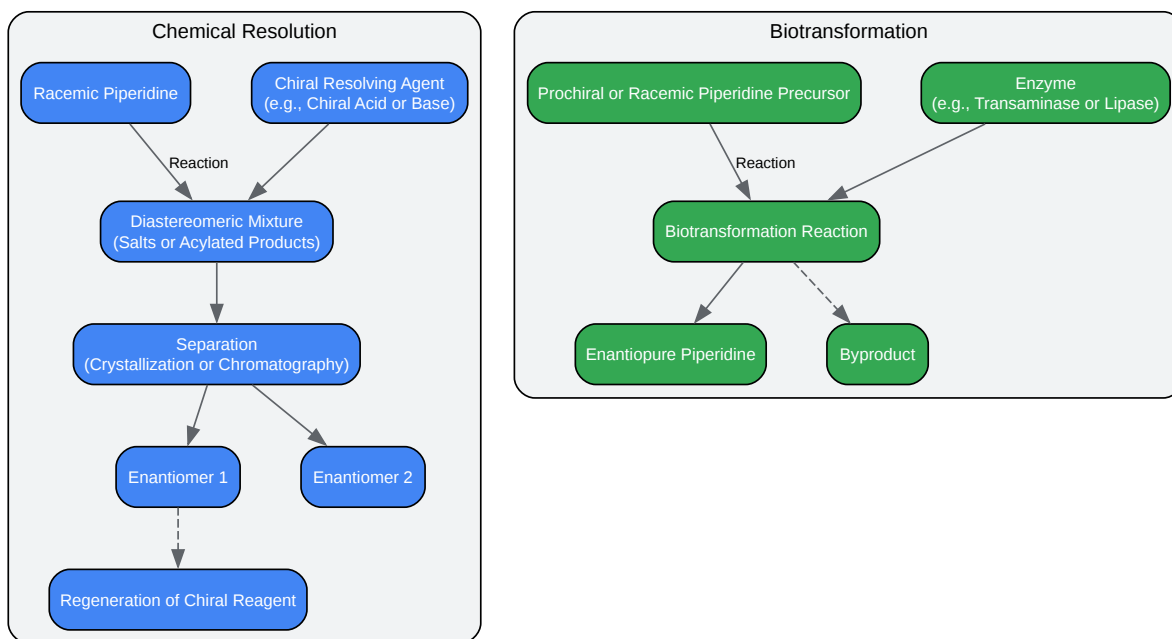 Chemical Resolution
Racemic Piperidine
Chiral Resolving Agent
(e.g., Chiral Acid or Base)
Reaction
Diastereomeric Mixture
(Salts or Acylated Products)
Separation
(Crystallization or Chromatography)
Enantiomer 1
Enantiomer 2
Regeneration of Chiral Reagent
Biotransformation
Prochiral or Racemic Piperidine Precursor
Enzyme
(e.g., Transaminase or Lipase)
Reaction
Biotransformation Reaction
Enantiopure Piperidine
Byproduct